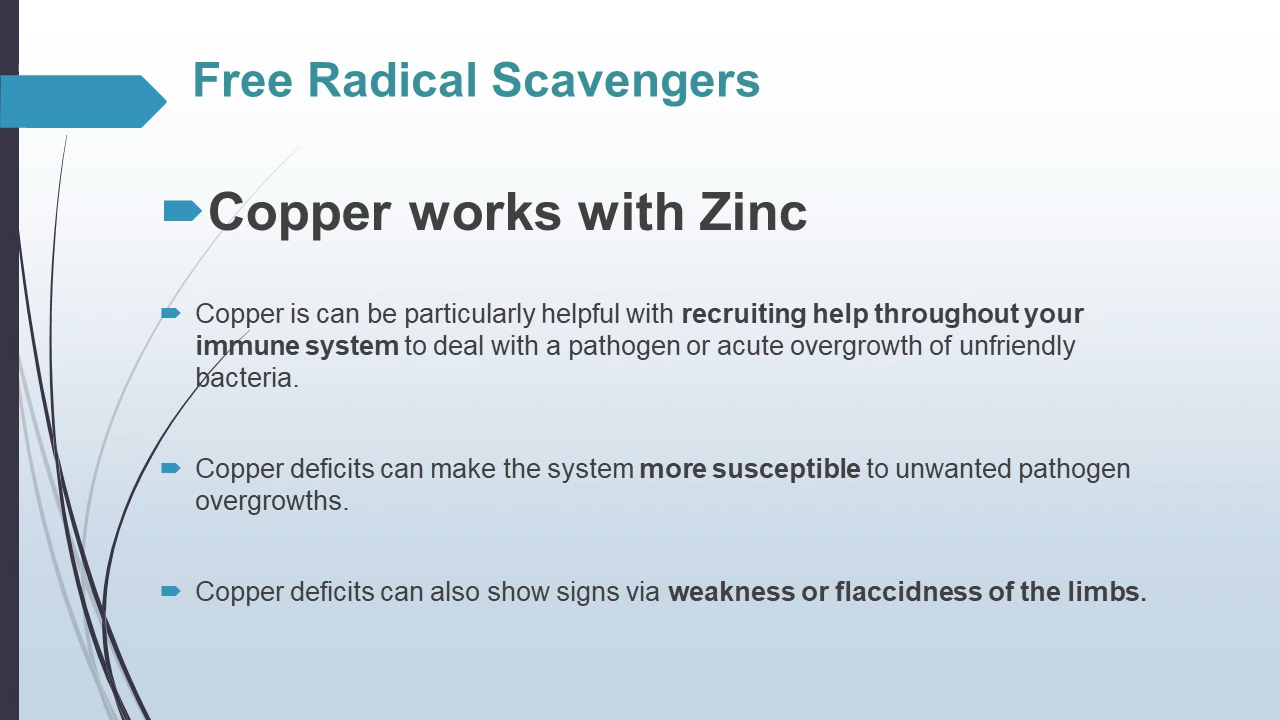 Free Radical Scavengers
Copper works with Zinc
Copper is can be particularly helpful with recruiting help throughout your
immune system to deal with a pathogen or acute overgrowth of unfriendly
bacteria.
Copper deficits can make the system more susceptible to unwanted pathogen
overgrowths.
Copper deficits can also show signs via weakness or flaccidness of the limbs.